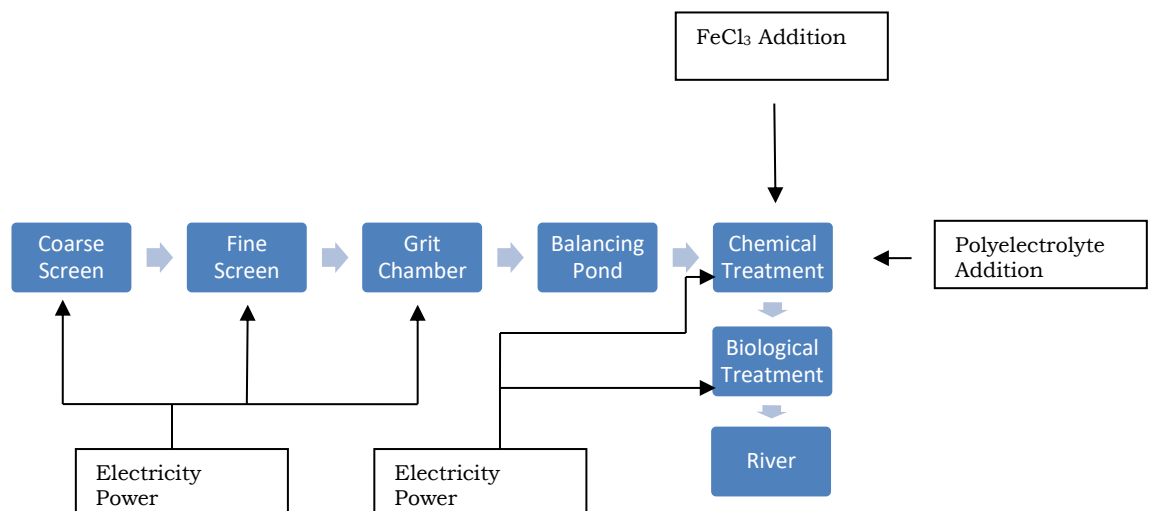 FeCl₃ Addition
Coarse
Screen
Fine
Screen
Grit
Chamber
Balancing
Pond
Chemical
Treatment
Polyelectrolyte
Addition
Biological
Treatment
River
Electricity
Power
Electricity
Power